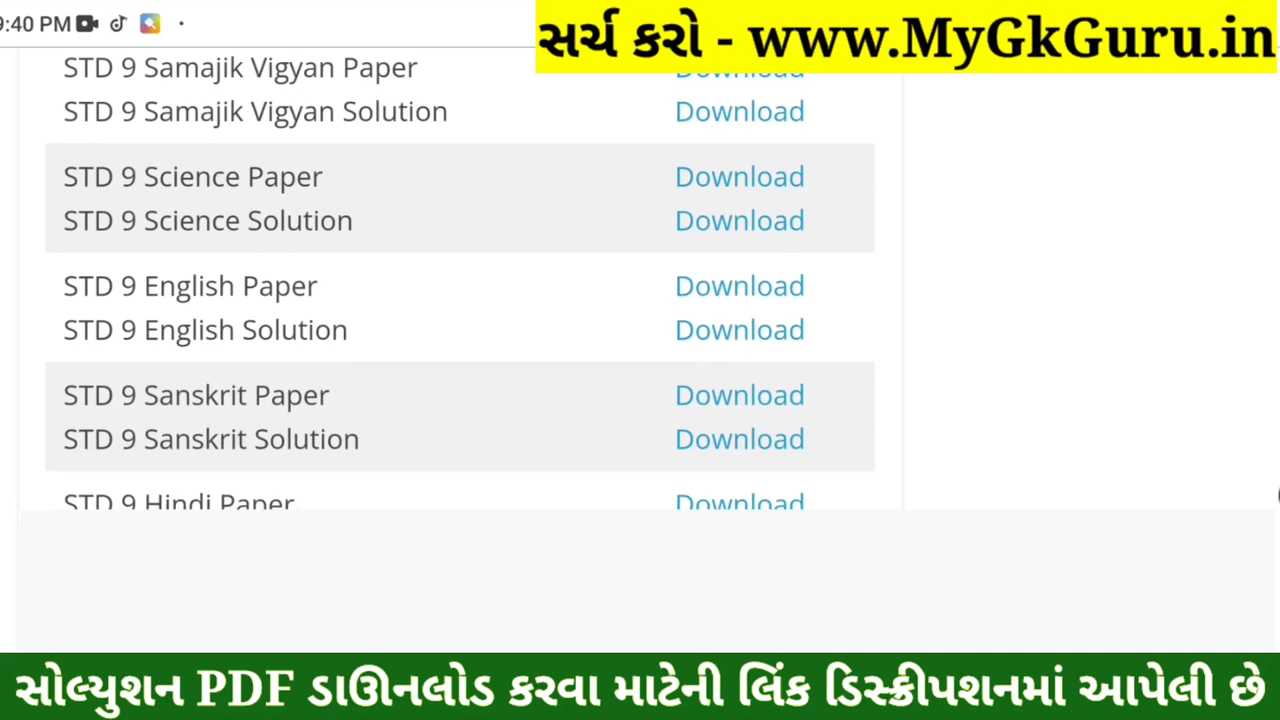 9:40 PM
સર્ચ કરો - www.MyGkGuru.in
STD 9 Samajik Vigyan Paper Download
STD 9 Samajik Vigyan Solution Download
STD 9 Science Paper Download
STD 9 Science Solution Download
STD 9 English Paper Download
STD 9 English Solution Download
STD 9 Sanskrit Paper Download
STD 9 Sanskrit Solution Download
STD 9 Hindi Paper Download
સોલ્યુશન PDF ડાઊનલોડ કરવા માટેની લિંક ડિસ્ક્રીપશનમાં આપેલી છે